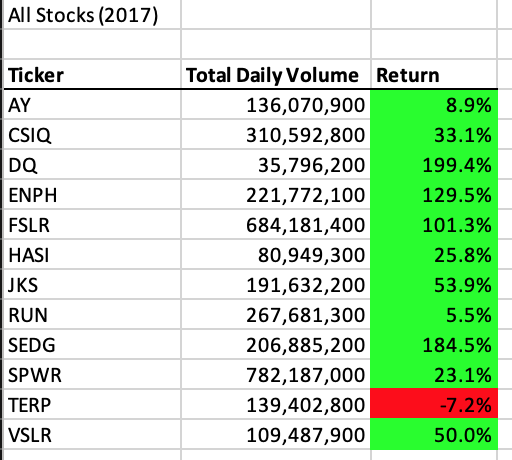 All Stocks (2017)
Ticker Total Daily Volume Return
AY 136,070,900 8.9%
CSIQ 310,592,800 33.1%
DQ 35,796,200 199.4%
ENPH 221,772,100 129.5%
FSLR 684,181,400 101.3%
HASI 80,949,300 25.8%
JKS 191,632,200 53.9%
RUN 267,681,300 5.5%
SEDG 206,885,200 184.5%
SPWR 782,187,000 23.1%
TERP 139,402,800 -7.2%
VSLR 109,487,900 50.0%